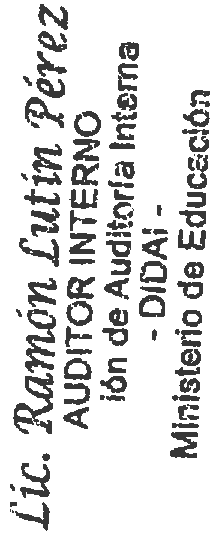 Lic. Ramón Lutín Pérez
AUDITOR INTERNO
ión de Auditoría Interna
- DIDAI -
Ministerio de Educación